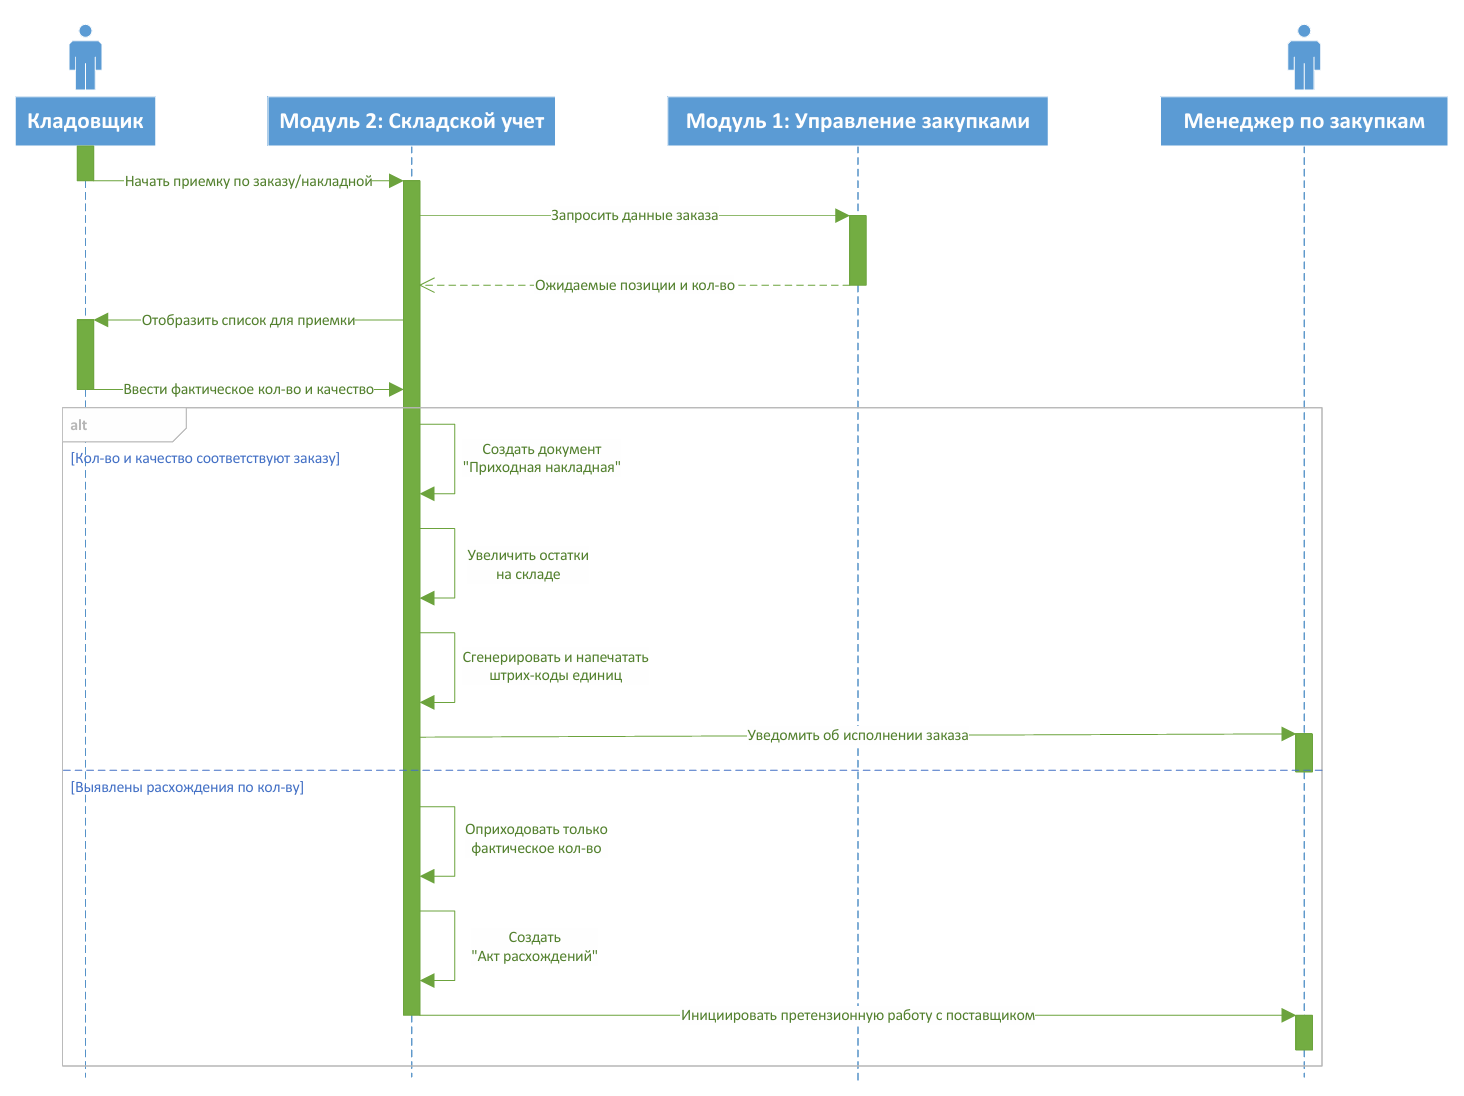 Кладовщик
Модуль 2: Складской учет
Модуль 1: Управление закупками
Менеджер по закупкам
Начать приемку по заказу/накладной
Запросить данные заказа
Ожидаемые позиции и кол-во
Отобразить список для приемки
Ввести фактическое кол-во и качество
alt
[Кол-во и качество соответствуют заказу]
Создать документ
"Приходная накладная"
Увеличить остатки
на складе
Сгенерировать и напечатать
штрих-коды единиц
Уведомить об исполнении заказа
[Выявлены расхождения по кол-ву]
Оприходовать только
фактическое кол-во
Создать
"Акт расхождений"
Инициировать претензионную работу с поставщиком